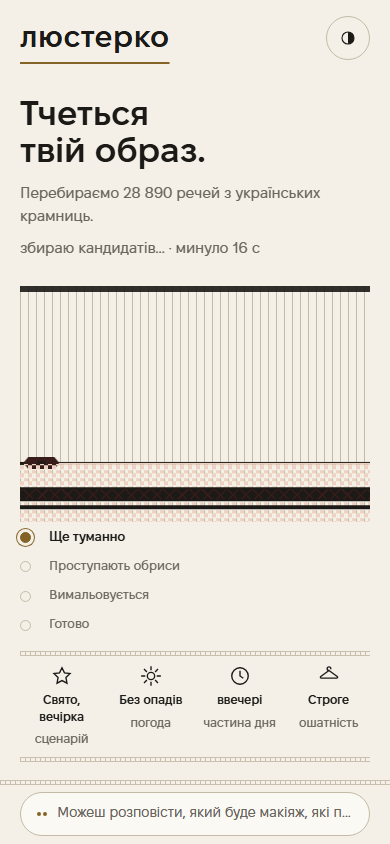 люстерко
Тчеться
твій образ.
Перебираємо 28 890 речей з українських
крамниць.
збираю кандидатів... · минуло 16 с
Ще туманно
Проступають обриси
Вимальовується
Готово
Свято,
вечірка
сценарій
Без опадів
погода
ввечері
частина дня
Строге
ошатність
Можеш розповісти, який буде макіяж, які п...